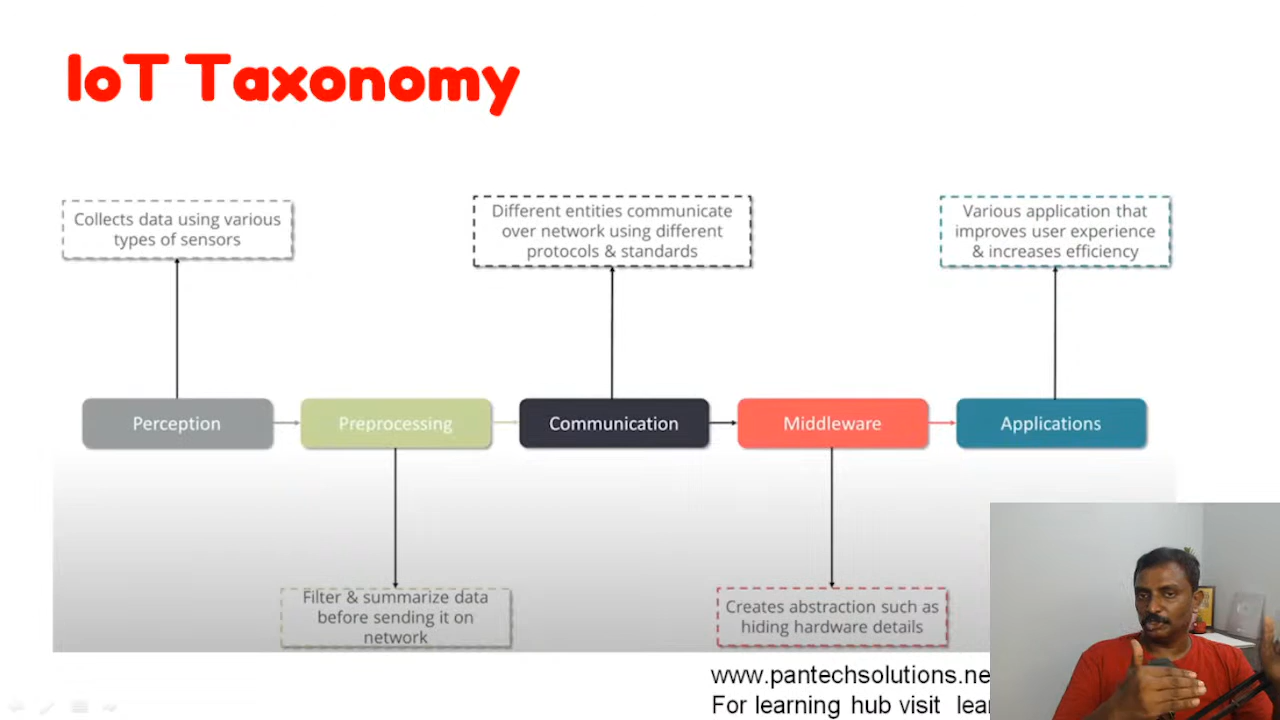 IoT Taxonomy
Collects data using various
types of sensors
Different entities communicate
over network using different
protocols & standards
Various application that
improves user experience
& increases efficiency
Perception
Preprocessing
Communication
Middleware
Applications
Filter & summarize data
before sending it on
network
Creates abstraction such as
hiding hardware details
www.pantechsolutions.ne
For learning hub visit